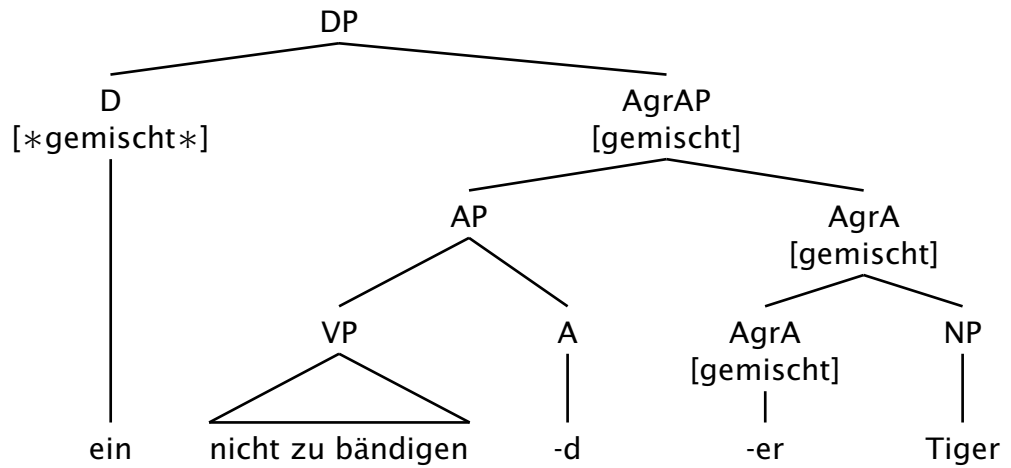 DP
D AgrAP
[∗gemischt∗] [gemischt]
AP AgrA
[gemischt]
VP A AgrA NP
[gemischt]
ein nicht zu bändigen -d -er Tiger